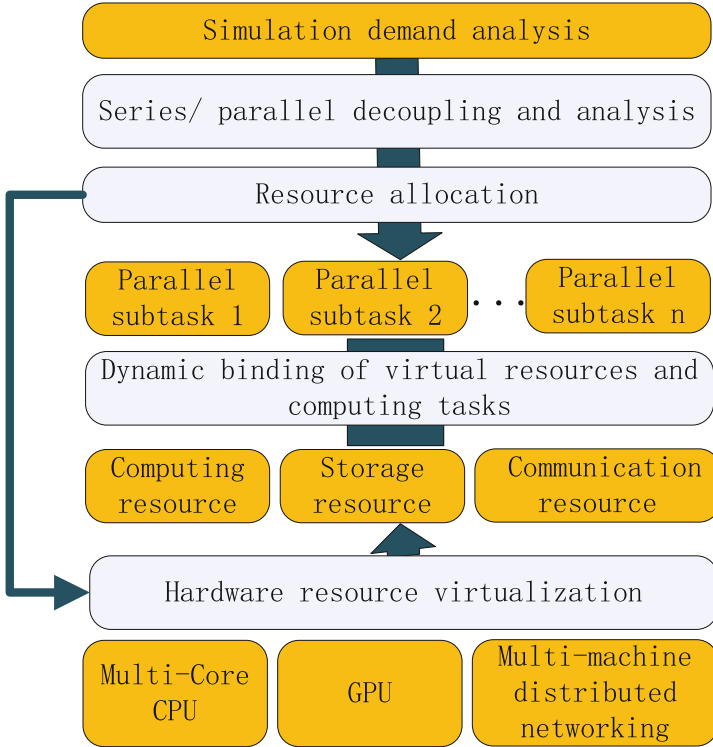 Simulation demand analysis
Series/ parallel decoupling and analysis
Resource allocation
Parallel
subtask 1
Parallel
subtask 2
...
Parallel
subtask n
Dynamic binding of virtual resources and
computing tasks
Computing
resource
Storage
resource
Communication
resource
Hardware resource virtualization
Multi-Core
CPU
GPU
Multi-machine
distributed
networking